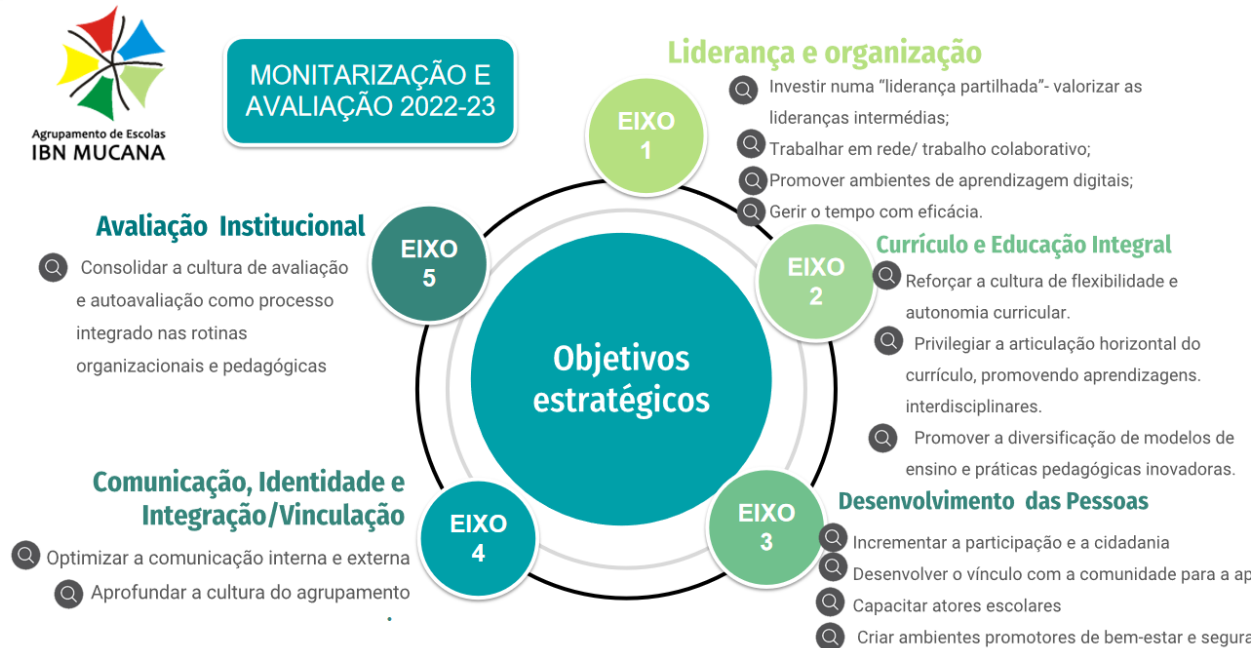 Agrupamento de Escolas
IBN MUCANA
MONITARIZAÇÃO E
AVALIAÇÃO 2022-23
Liderança e organização
Investir numa “liderança partilhada”- valorizar as
lideranças intermédias;
Trabalhar em rede/ trabalho colaborativo;
Promover ambientes de aprendizagem digitais;
Gerir o tempo com eficácia.
EIXO
1
Currículo e Educação Integral
Reforçar a cultura de flexibilidade e
autonomia curricular.
Privilegiar a articulação horizontal do
currículo, promovendo aprendizagens.
interdisciplinares.
Promover a diversificação de modelos de
ensino e práticas pedagógicas inovadoras.
EIXO
2
Desenvolvimento das Pessoas
Incrementar a participação e a cidadania
Desenvolver o vínculo com a comunidade para a ap
Capacitar atores escolares
Criar ambientes promotores de bem-estar e segura
EIXO
3
Comunicação, Identidade e
Integração/Vinculação
Optimizar a comunicação interna e externa
Aprofundar a cultura do agrupamento
.
EIXO
4
Avaliação Institucional
Consolidar a cultura de avaliação
e autoavaliação como processo
integrado nas rotinas
organizacionais e pedagógicas
EIXO
5
Objetivos
estratégicos